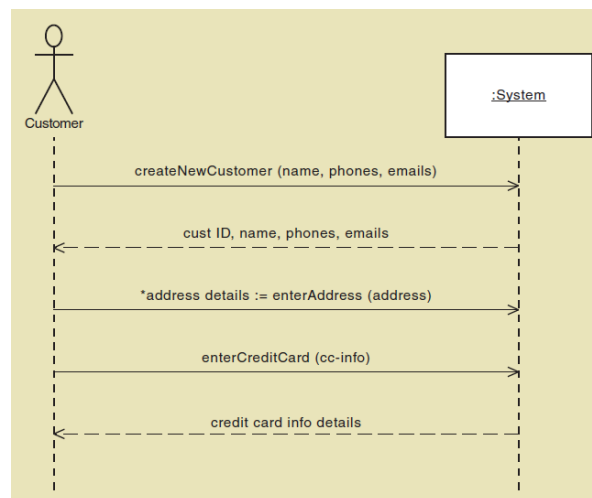 :System
Customer
createNewCustomer (name, phones, emails)
cust ID, name, phones, emails
*address details := enterAddress (address)
enterCreditCard (cc-info)
credit card info details